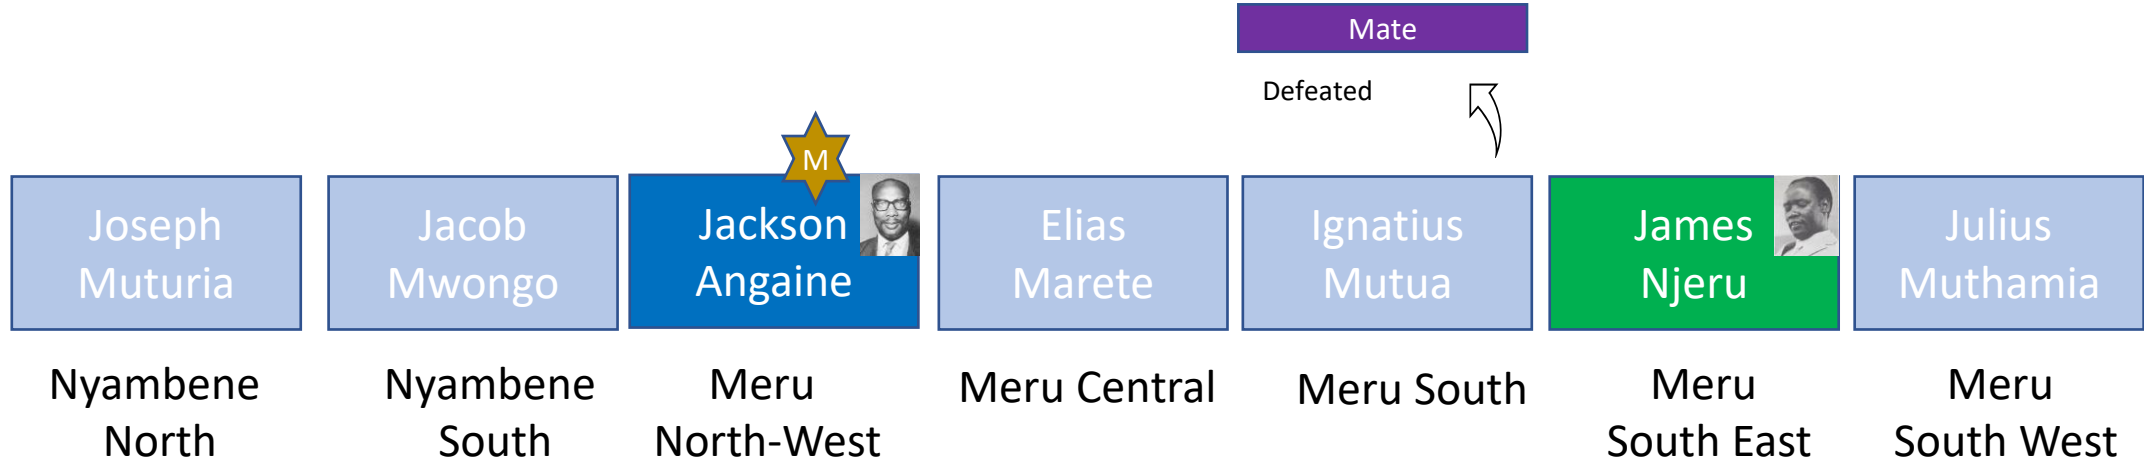 Mate
Defeated
M
Joseph
Muturia
Jacob
Mwongo
Jackson
Angaine
Elias
Marete
Ignatius
Mutua
James
Njeru
Julius
Muthamia
Nyambene
North
Nyambene
South
Meru
North-West
Meru Central
Meru South
Meru
South East
Meru
South West